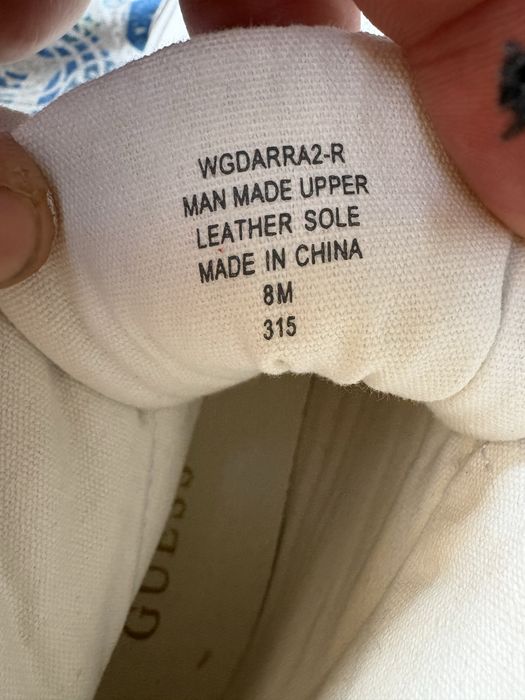 WGDARRA2-R
MAN MADE UPPER
LEATHER SOLE
MADE IN CHINA
8M
315
GUESS